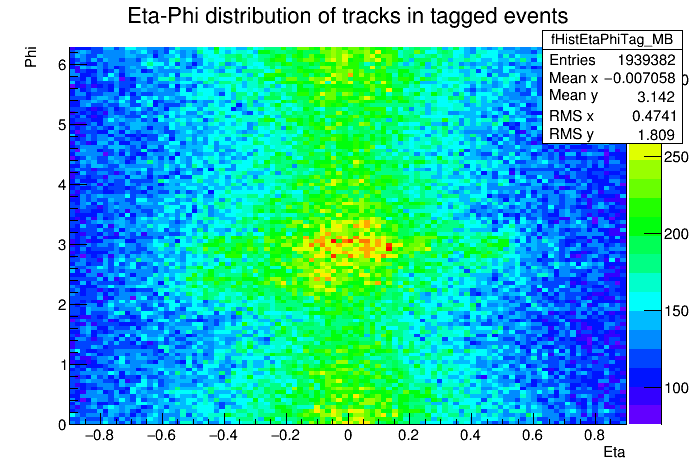 Eta-Phi distribution of tracks in tagged events
fHistEtaPhiTag_MB
Entries 1939382
Mean x −0.007058
Mean y 3.142
RMS x 0.4741
RMS y 1.809
Phi
6
5
4
3
2
1
0
−0.8 −0.6 −0.4 −0.2 0 0.2 0.4 0.6 0.8
Eta
250
200
150
100